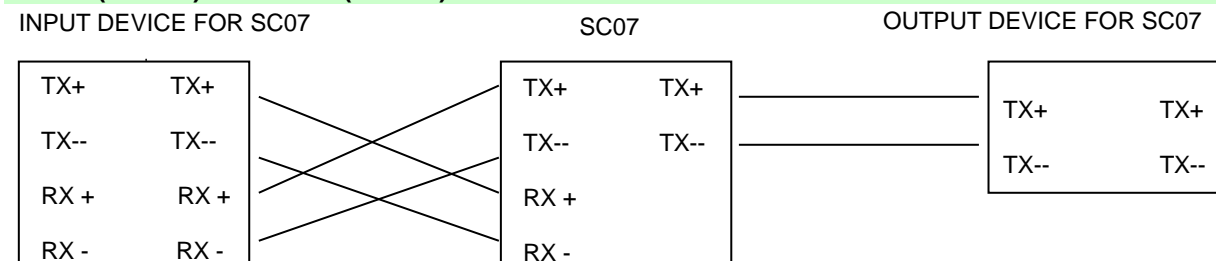 INPUT DEVICE FOR SC07
SC07
OUTPUT DEVICE FOR SC07
TX+ TX+
TX-- TX--
RX + RX +
RX - RX -
TX+ TX+
TX-- TX--
RX +
RX -
TX+ TX+
TX-- TX--